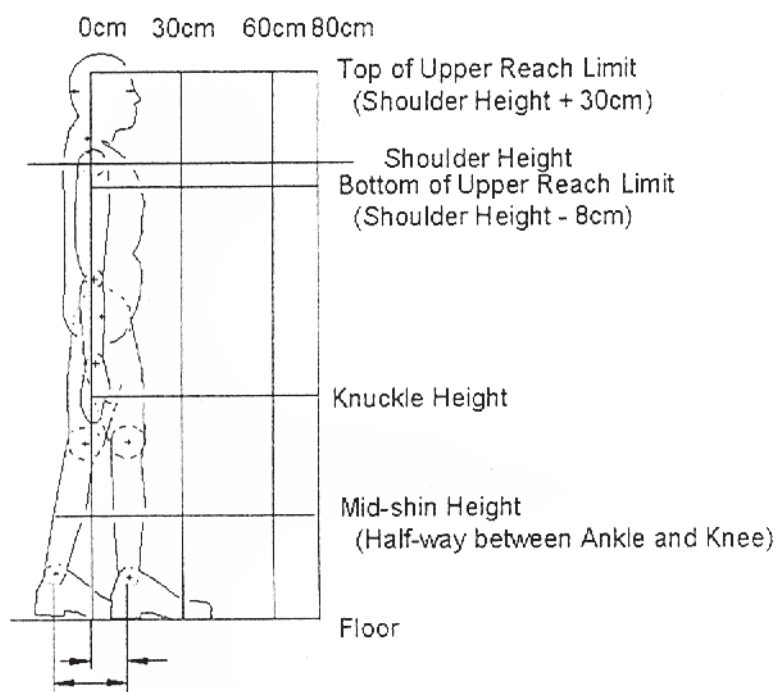 0cm 30cm 60cm 80cm
Top of Upper Reach Limit
(Shoulder Height + 30cm)
Shoulder Height
Bottom of Upper Reach Limit
(Shoulder Height - 8cm)
Knuckle Height
Mid-shin Height
(Half-way between Ankle and Knee)
Floor